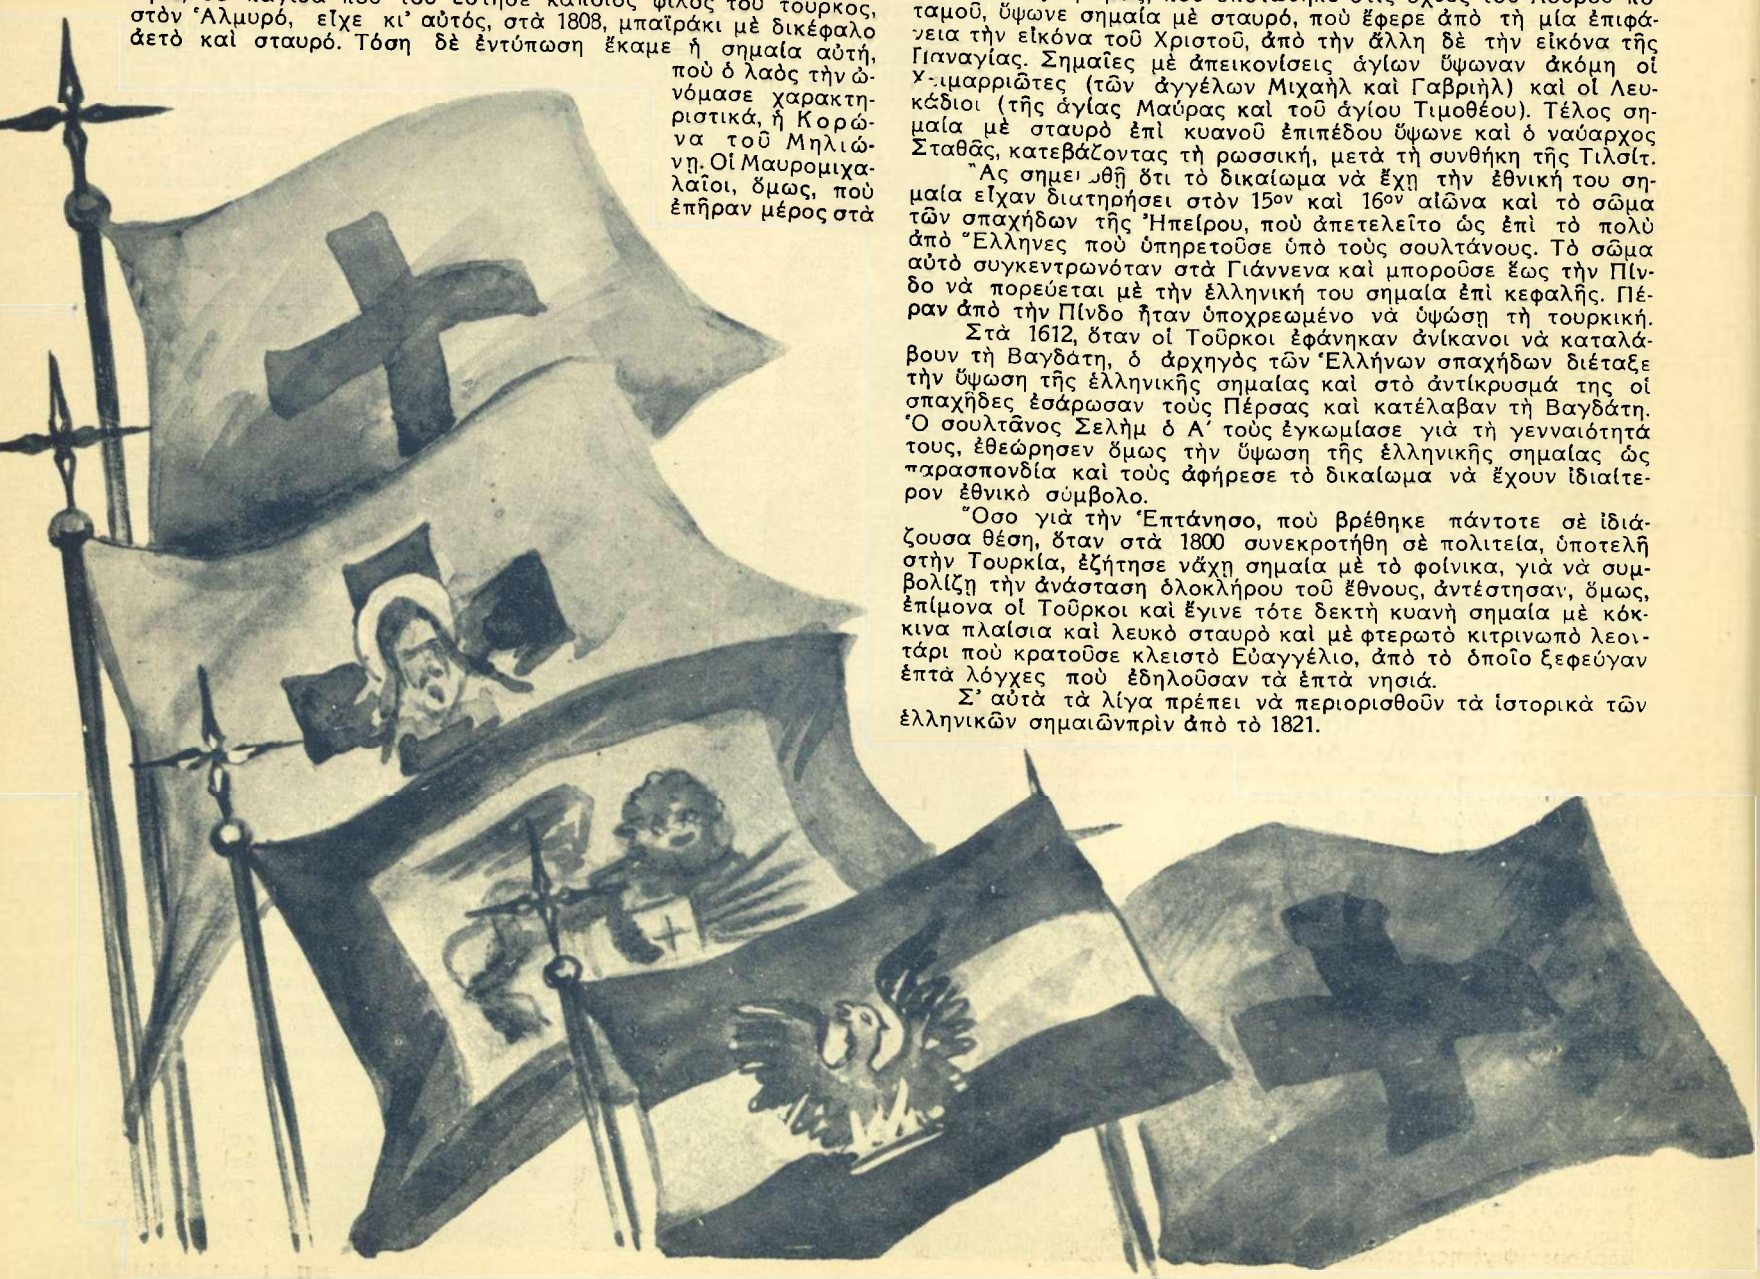 στὸν Ἁλμυρό, εἶχε κι' αὐτός, στὰ 1808, μπαϊράκι μὲ δικέφαλο
ἀετὸ καὶ σταυρό. Τόση δὲ ἐντύπωση ἔκαμε ἡ σημαία αὐτή,
ποὺ ὁ λαὸς τὴν ὠ-
νόμασε χαρακτη-
ριστικά, ἡ Κορώ-
να τοῦ Μηλιώ-
νη. Οἱ Μαυρομιχα-
λαῖοι, ὅμως, ποὺ
ἐπῆραν μέρος στὰ
ταμοῦ, ὕψωνε σημαία μὲ σταυρό, ποὺ ἔφερε ἀπὸ τὴ μία ἐπιφά-
νεια τὴν εἰκόνα τοῦ Χριστοῦ, ἀπὸ τὴν ἄλλη δὲ τὴν εἰκόνα τῆς
Παναγίας. Σημαῖες μὲ ἀπεικονίσεις ἁγίων ὕψωναν ἀκόμη οἱ
Χειμαρριῶτες (τῶν ἀγγέλων Μιχαὴλ καὶ Γαβριὴλ) καὶ οἱ Λευ-
κάδιοι (τῆς ἁγίας Μαύρας καὶ τοῦ ἁγίου Τιμοθέου). Τέλος ση-
μαία μὲ σταυρὸ ἐπὶ κυανοῦ ἐπιπέδου ὕψωνε καὶ ὁ ναύαρχος
Σταθᾶς, κατεβάζοντας τὴ ρωσσική, μετὰ τὴ συνθήκη τῆς Τιλσίτ.
Ἂς σημειωθῆ ὅτι τὸ δικαίωμα νὰ ἔχη τὴν ἐθνική του ση-
μαία εἶχαν διατηρήσει στὸν 15ον καὶ 16ον αἰῶνα καὶ τὸ σῶμα
τῶν σπαχήδων τῆς Ἠπείρου, ποὺ ἀπετελεῖτο ὡς ἐπὶ τὸ πολὺ
ἀπὸ Ἕλληνες ποὺ ὑπηρετοῦσε ὑπὸ τοὺς σουλτάνους. Τὸ σῶμα
αὐτὸ συγκεντρωνόταν στὰ Γιάννενα καὶ μποροῦσε ἕως τὴν Πίν-
δο νὰ πορεύεται μὲ τὴν ἑλληνική του σημαία ἐπὶ κεφαλῆς. Πέ-
ραν ἀπὸ τὴν Πίνδο ἦταν ὑποχρεωμένο νὰ ὑψώση τὴ τουρκική.
Στὰ 1612, ὅταν οἱ Τοῦρκοι ἐφάνηκαν ἀνίκανοι νὰ καταλά-
βουν τὴ Βαγδάτη, ὁ ἀρχηγὸς τῶν Ἑλλήνων σπαχήδων διέταξε
τὴν ὕψωση τῆς ἑλληνικῆς σημαίας καὶ στὸ ἀντίκρυσμά της οἱ
σπαχῆδες ἐσάρωσαν τοὺς Πέρσας καὶ κατέλαβαν τὴ Βαγδάτη.
Ὁ σουλτᾶνος Σελὴμ ὁ Α΄ τοὺς ἐγκωμίασε γιὰ τὴ γενναιότητά
τους, ἐθεώρησεν ὅμως τὴν ὕψωση τῆς ἑλληνικῆς σημαίας ὡς
παρασπονδία καὶ τοὺς ἀφήρεσε τὸ δικαίωμα νὰ ἔχουν ἰδιαίτε-
ρον ἐθνικὸ σύμβολο.
Ὅσο γιὰ τὴν Ἑπτάνησο, ποὺ βρέθηκε πάντοτε σὲ ἰδιά-
ζουσα θέση, ὅταν στὰ 1800 συνεκροτήθη σὲ πολιτεία, ὑποτελῆ
στὴν Τουρκία, ἐζήτησε νἄχη σημαία μὲ τὸ φοίνικα, γιὰ νὰ συμ-
βολίζη τὴν ἀνάσταση ὁλοκλήρου τοῦ ἔθνους, ἀντέστησαν, ὅμως,
ἐπίμονα οἱ Τοῦρκοι καὶ ἔγινε τότε δεκτὴ κυανὴ σημαία μὲ κόκ-
κινα πλαίσια καὶ λευκὸ σταυρὸ καὶ μὲ φτερωτὸ κιτρινωπὸ λεον-
τάρι ποὺ κρατοῦσε κλειστὸ Εὐαγγέλιο, ἀπὸ τὸ ὁποῖο ξεφεύγαν
ἑπτὰ λόγχες ποὺ ἐδηλοῦσαν τὰ ἑπτὰ νησιά.
Σ' αὐτὰ τὰ λίγα πρέπει νὰ περιορισθοῦν τὰ ἱστορικὰ τῶν
ἑλληνικῶν σημαιῶνπρὶν ἀπὸ τὸ 1821.